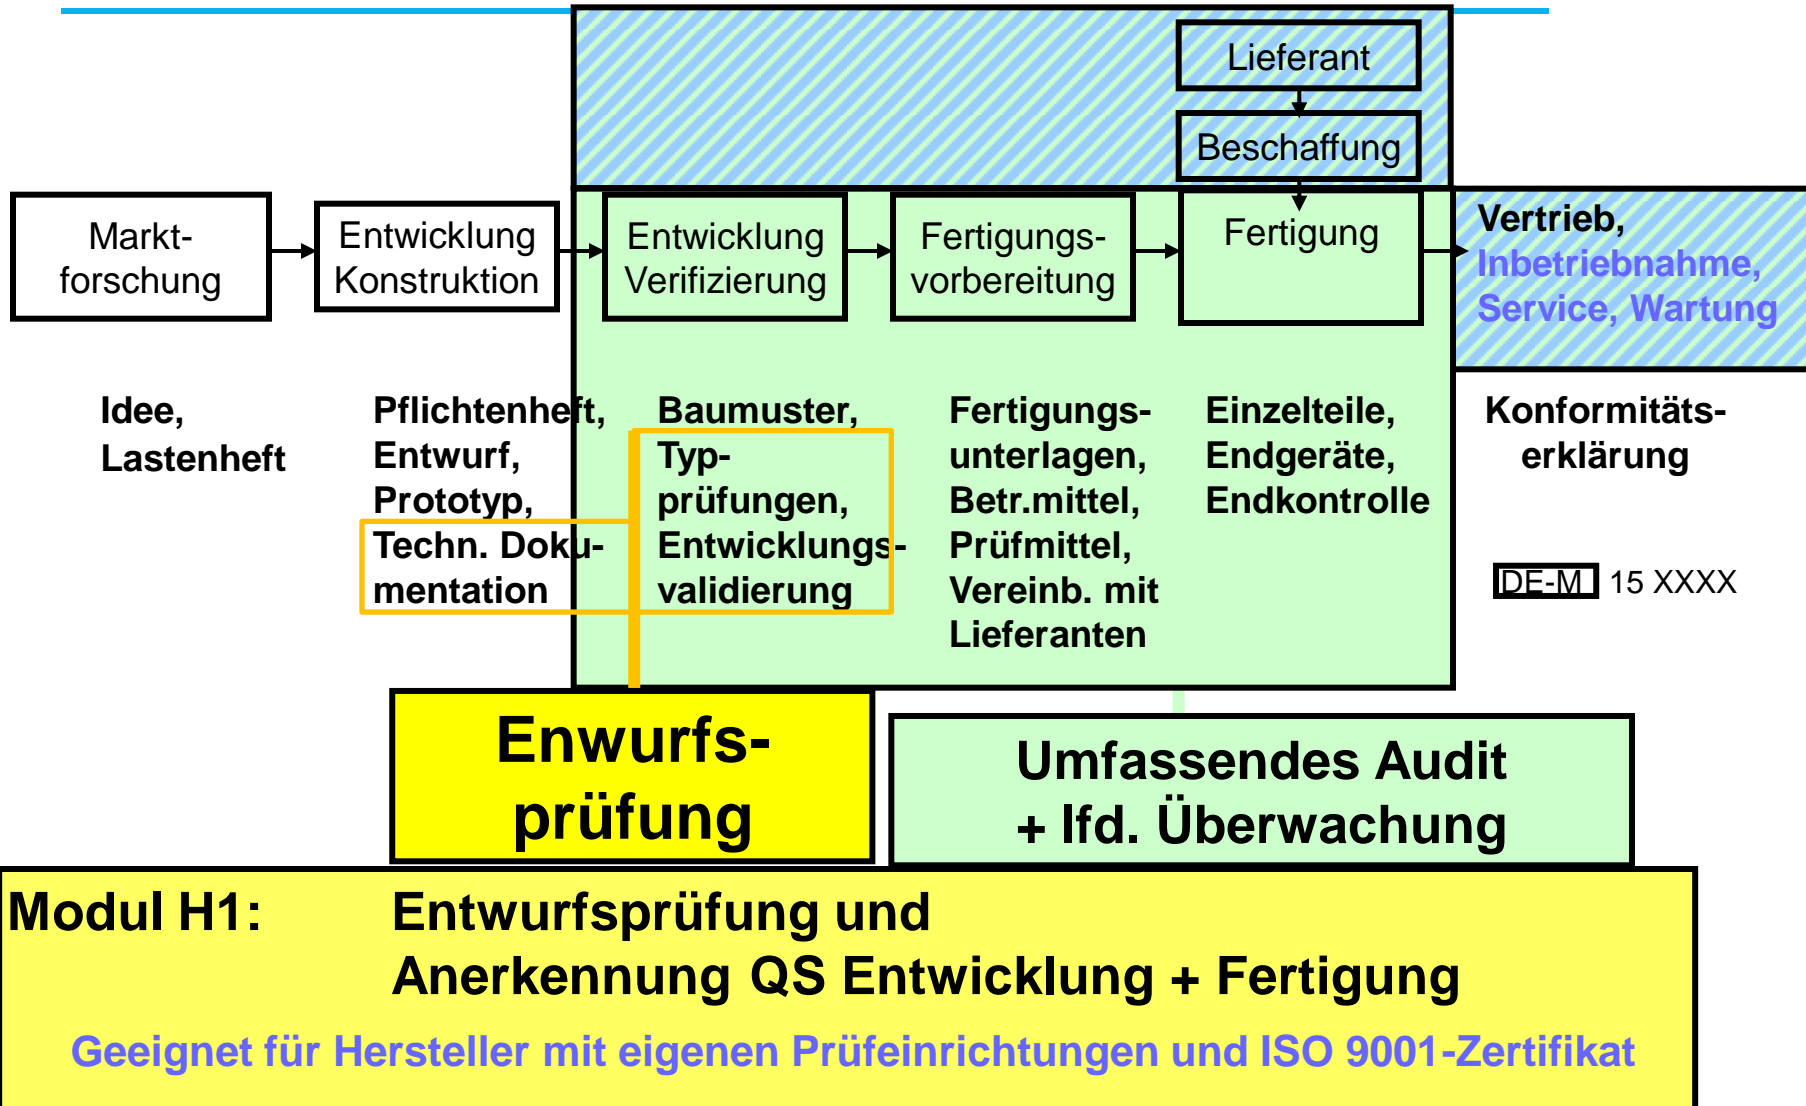 Lieferant
Beschaffung
Markt-
forschung
Entwicklung
Konstruktion
Entwicklung
Verifizierung
Fertigungs-
vorbereitung
Fertigung
Vertrieb,
Inbetriebnahme,
Service, Wartung
Idee,
Lastenheft
Pflichtenheft,
Entwurf,
Prototyp,
Techn. Doku-
mentation
Baumuster,
Typ-
prüfungen,
Entwicklungs-
validierung
Fertigungs-
unterlagen,
Betr.mittel,
Prüfmittel,
Vereinb. mit
Lieferanten
Einzelteile,
Endgeräte,
Endkontrolle
Konformitäts-
erklärung
DE-M 15 XXXX
Enwurfs-
prüfung
Umfassendes Audit
+ lfd. Überwachung
Modul H1: Entwurfsprüfung und
Anerkennung QS Entwicklung + Fertigung
Geeignet für Hersteller mit eigenen Prüfeinrichtungen und ISO 9001-Zertifikat